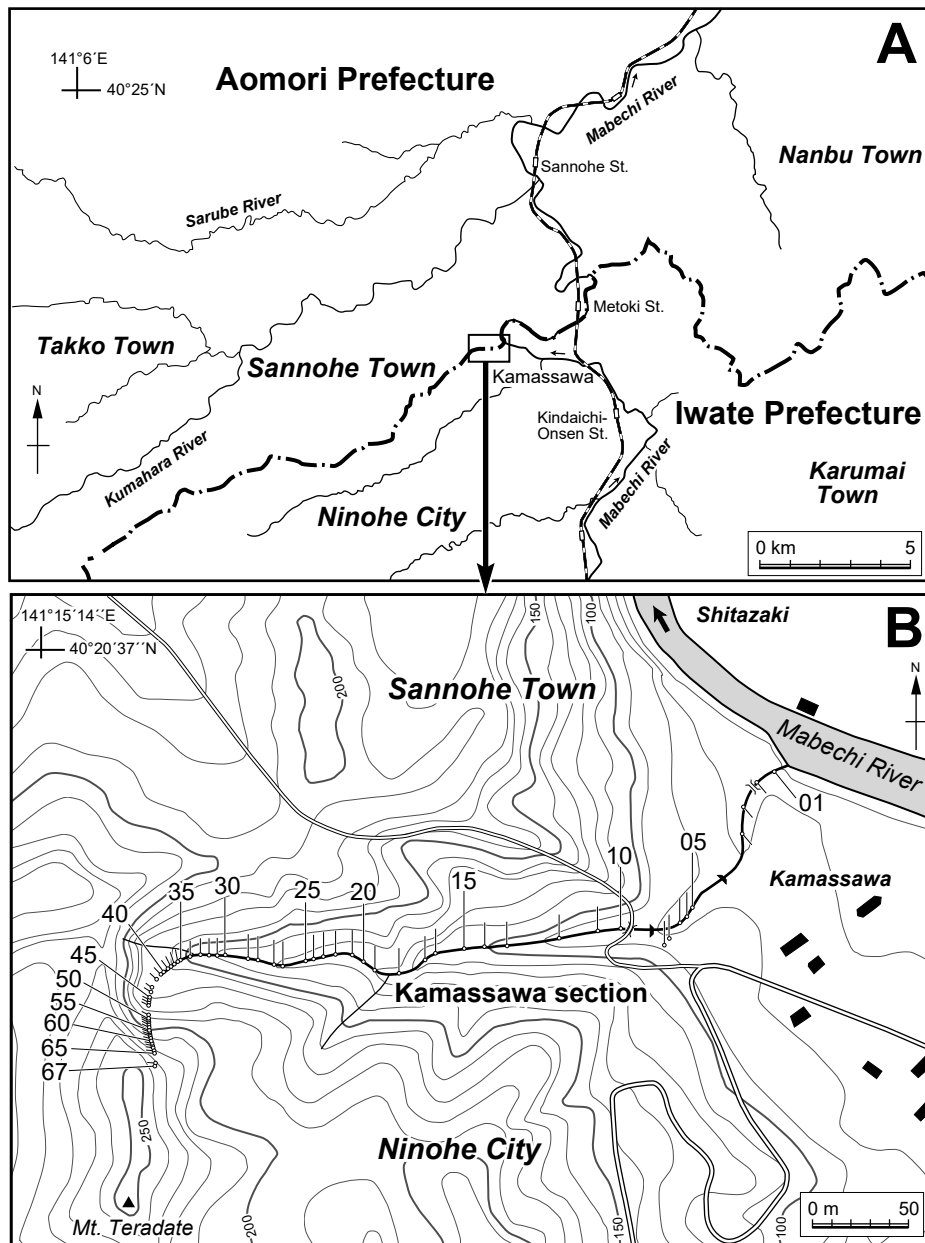 A
141°6´E
40°25´N
Aomori Prefecture
Mabechi River
Nanbu Town
Sannohe St.
Sarube River
Metoki St.
Takko Town
Sannohe Town
Kamassawa
N
Iwate Prefecture
Kindaichi-
Onsen St.
Kumahara River
Mabechi River
Karumai
Town
Ninohe City
0 km 5
B
141°15´14´´E
40°20´37´´N
150
100
Shitazaki
N
200
Sannohe Town
Mabechi River
01
05
10
15
20
25
30
35
40
45
50
55
60
65
67
Kamassawa
Kamassawa section
250
Ninohe City
Mt. Teradate
200
150
100
0 m 50